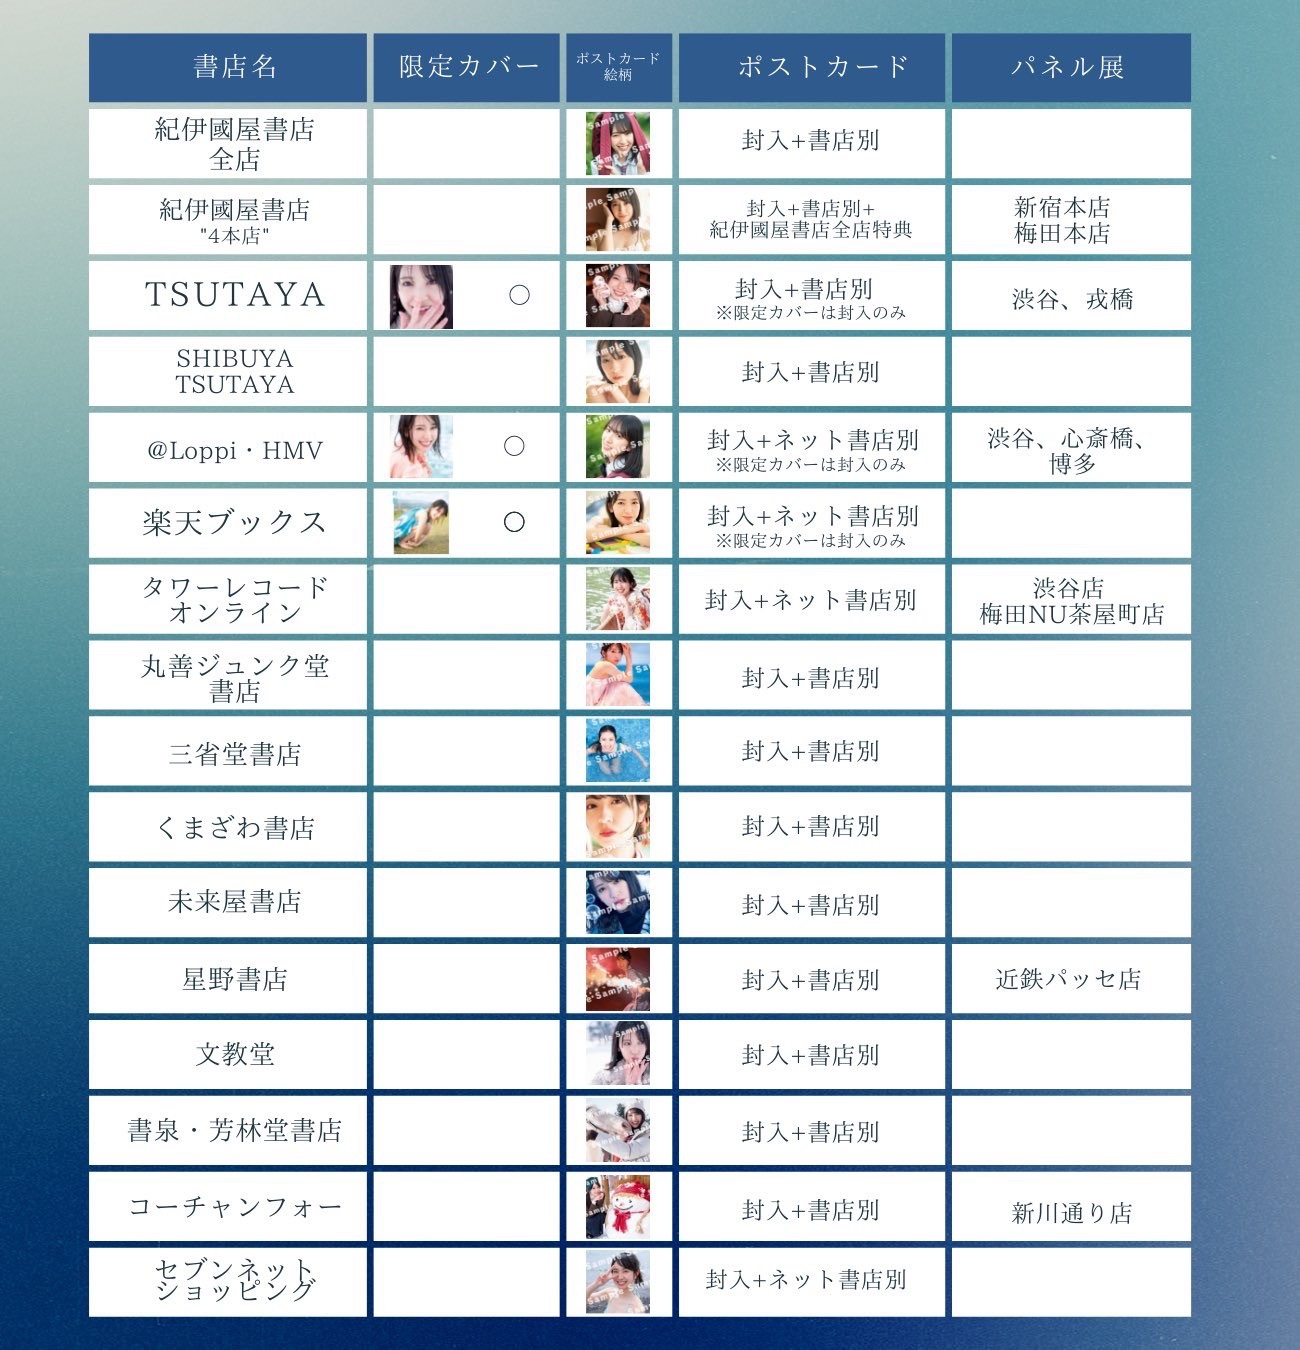 書店名
限定カバー
ポストカード
絵柄
ポストカード
パネル展
紀伊國屋書店
全店
封入+書店別
紀伊國屋書店
"4本店"
封入+書店別+
紀伊國屋書店全店特典
新宿本店
梅田本店
TSUTAYA
○
封入+書店別
※限定カバーは封入のみ
渋谷、戎橋
SHIBUYA
TSUTAYA
封入+書店別
@Loppi・HMV
○
封入+ネット書店別
※限定カバーは封入のみ
渋谷、心斎橋、
博多
楽天ブックス
○
封入+ネット書店別
※限定カバーは封入のみ
タワーレコード
オンライン
封入+ネット書店別
渋谷店
梅田NU茶屋町店
丸善ジュンク堂
書店
封入+書店別
三省堂書店
封入+書店別
くまざわ書店
封入+書店別
未来屋書店
封入+書店別
星野書店
封入+書店別
近鉄パッセ店
文教堂
封入+書店別
書泉・芳林堂書店
封入+書店別
コーチャンフォー
封入+書店別
新川通り店
セブンネット
ショッピング
封入+ネット書店別